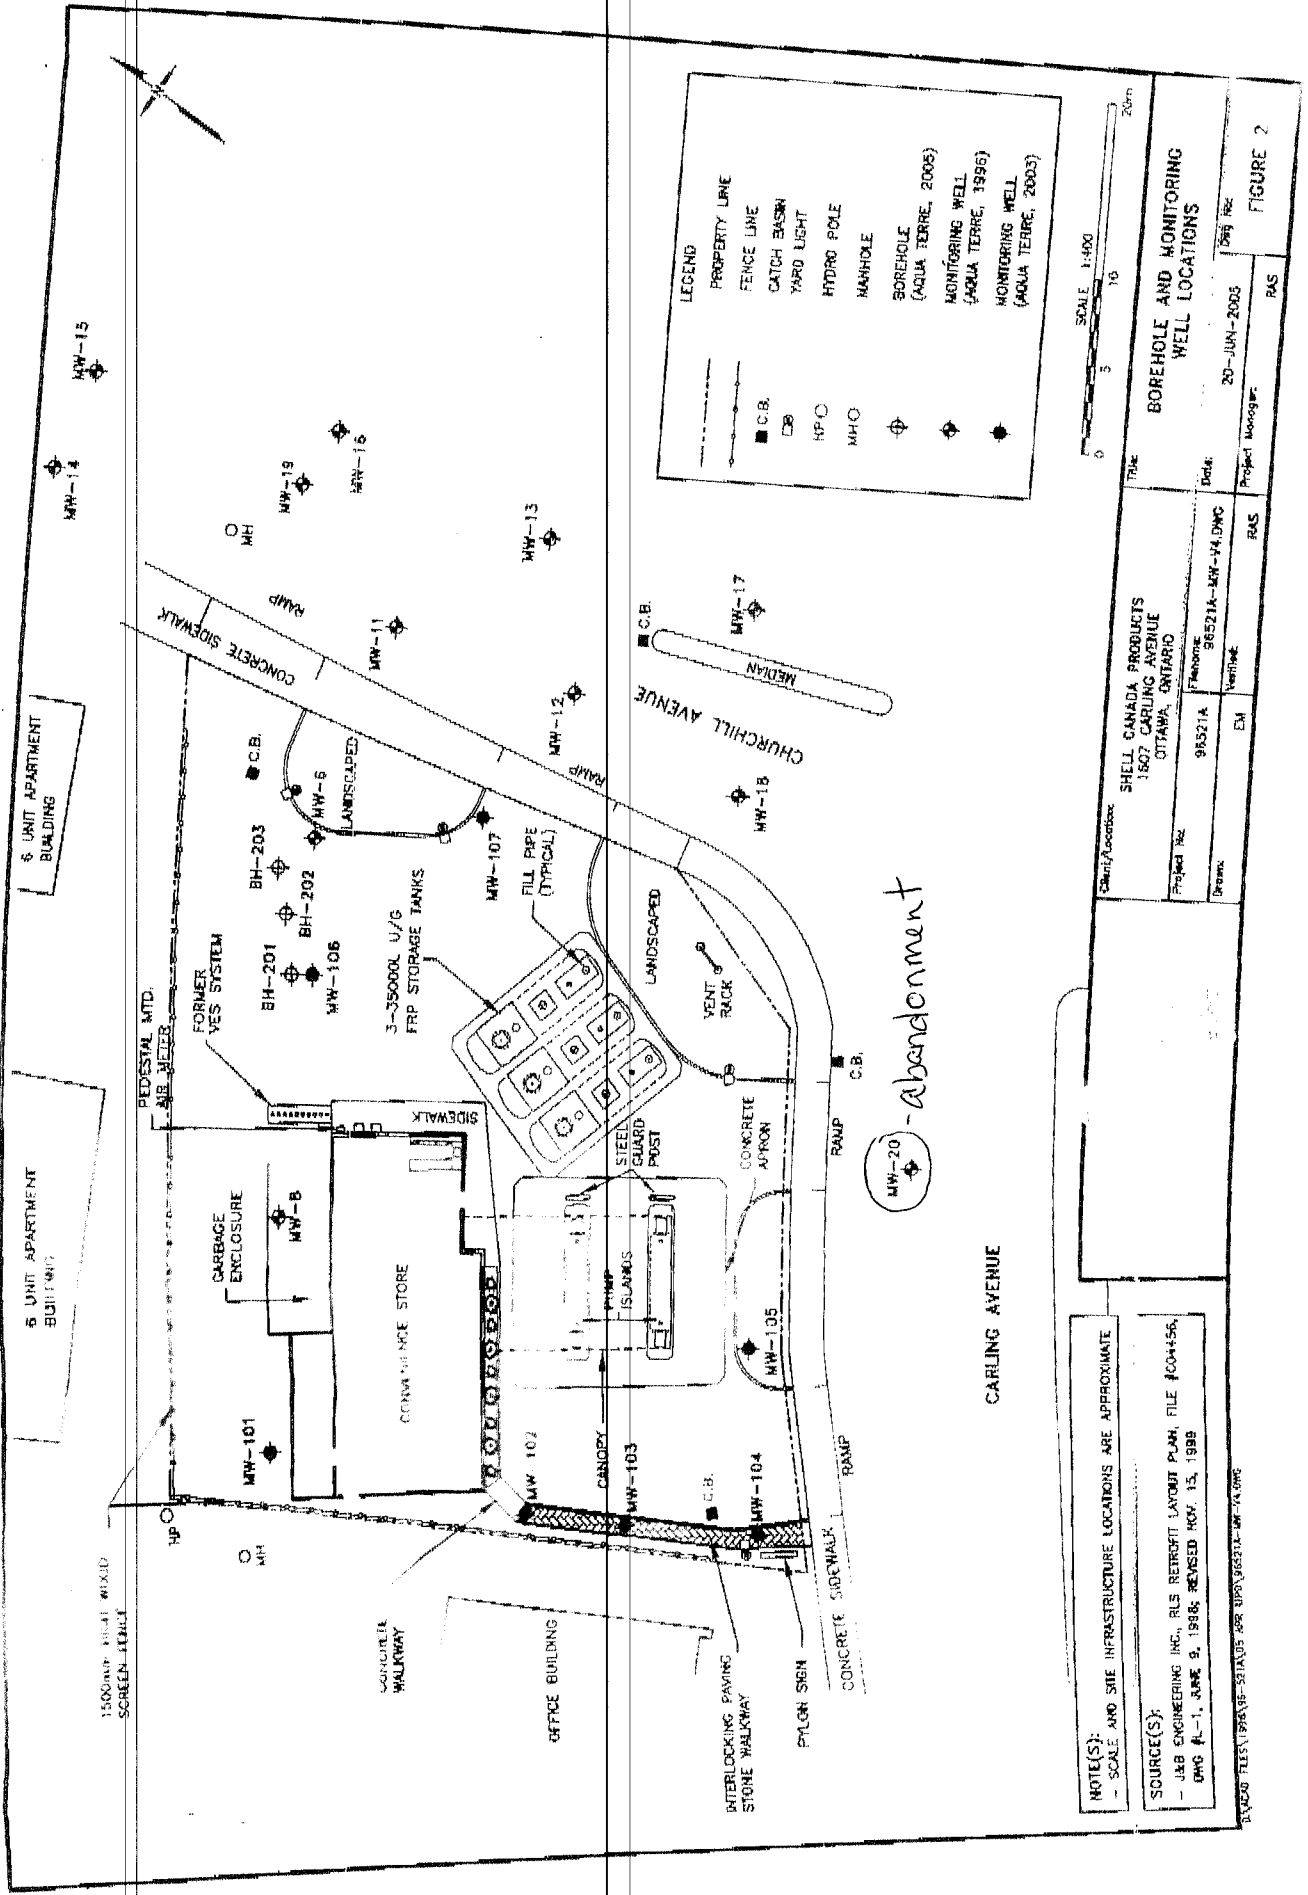 6 UNIT APARTMENT
BUILDING
6 UNIT APARTMENT
BUILDING
MW-14
MW-15
MW-19
MW-16
MH
MW-13
RAMP
CONCRETE SIDEWALK
MW-11
MW-12
RAMP
C.B.
MEDIAN
MW-17
CHURCHILL AVENUE
MW-18
C.B.
MW-6
LANDSCAPED
BH-203
BH-202
BH-201
MW-106
MW-107
FILL PIPE
(TYPICAL)
3-35000L U/G
FRP STORAGE TANKS
FORMER
VES SYSTEM
PEDESTAL MTD.
AIR METER
SIDEWALK
LANDSCAPED
VENT
RACK
C.B.
RAMP
STEEL
GUARD
POST
CONCRETE
APRON
MW-20
-abandonment
GARBAGE
ENCLOSURE
MW-8
CONVENIENCE STORE
PUMP
ISLANDS
MW-105
CARLING AVENUE
MW-101
MW 102
CANOPY
MW-103
C.B.
MW-104
RAMP
HP
MH
SCREEN FENCE
CONCRETE
WALKWAY
OFFICE BUILDING
INTERLOCKING PAVING
STONE WALKWAY
PYLON SIGN
CONCRETE SIDEWALK
LEGEND
PROPERTY LINE
FENCE LINE
C.B. CATCH BASIN
YARD LIGHT
HP HYDRO POLE
MH MANHOLE
BOREHOLE
(AQUA TERRE, 2005)
MONITORING WELL
(AQUA TERRE, 1996)
MONITORING WELL
(AQUA TERRE, 2003)
SCALE 1:400
0 5 10 20m
NOTE(S):
- SCALE AND SITE INFRASTRUCTURE LOCATIONS ARE APPROXIMATE
SOURCE(S):
- J&B ENGINEERING INC., RLS RETROFIT LAYOUT PLAN, FILE #C04456,
DWG #L-1, JUNE 9, 1998; REVISED NOV. 15, 1999
Client/Location:
SHELL CANADA PRODUCTS
1607 CARLING AVENUE
OTTAWA, ONTARIO
Project No:
96521A
Filename:
96521A-MW-V4.DWG
Drawn:
EM
Verified:
RAS
Title:
BOREHOLE AND MONITORING
WELL LOCATIONS
Date:
20-JUN-2005
Dwg No:
FIGURE 2
Project Manager:
RAS